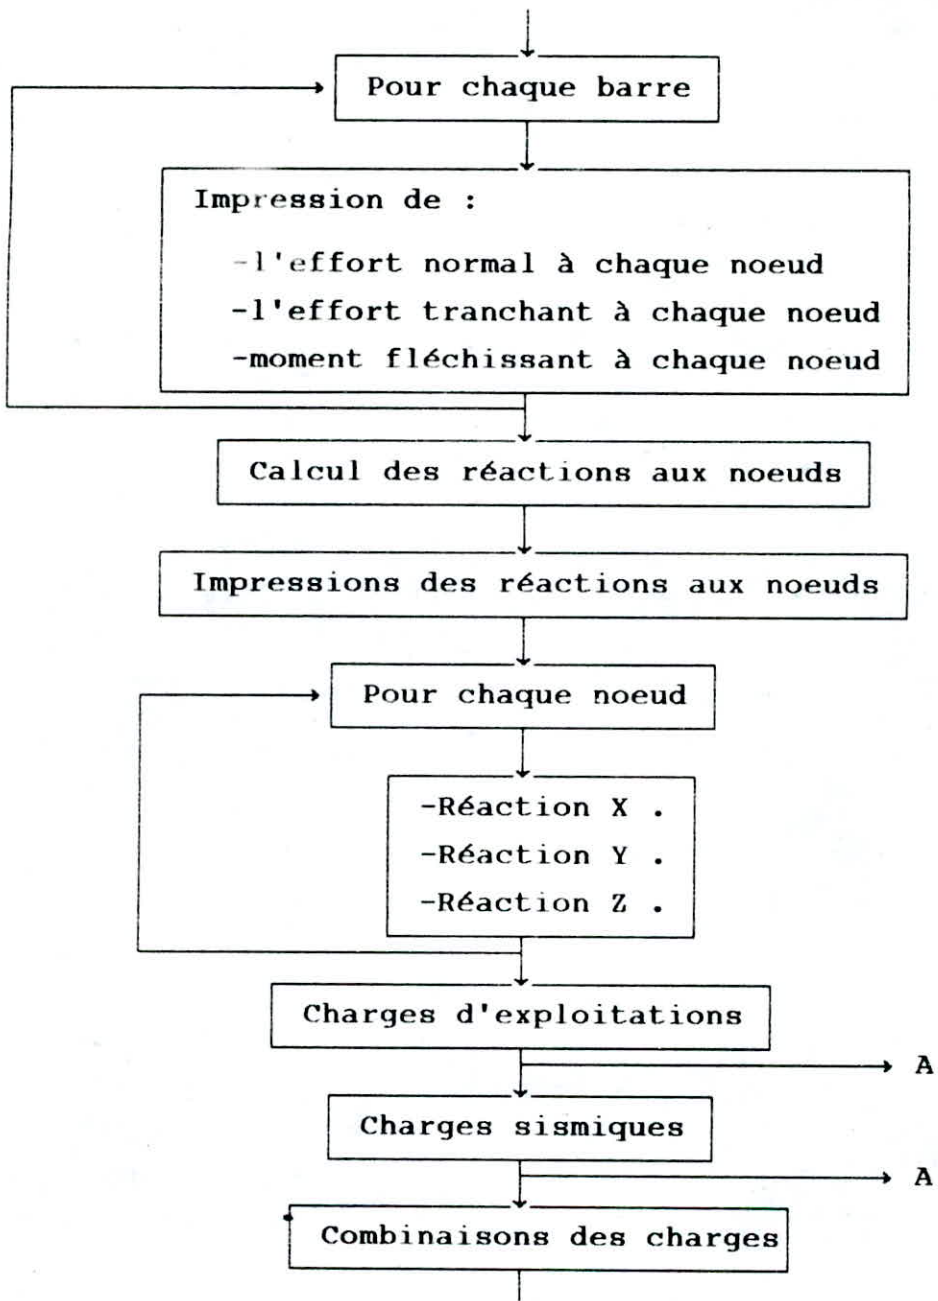 Pour chaque barre
Impression de :
-l'effort normal à chaque noeud
-l'effort tranchant à chaque noeud
-moment fléchissant à chaque noeud
Calcul des réactions aux noeuds
Impressions des réactions aux noeuds
Pour chaque noeud
-Réaction X .
-Réaction Y .
-Réaction Z .
Charges d'exploitations
A
Charges sismiques
A
Combinaisons des charges